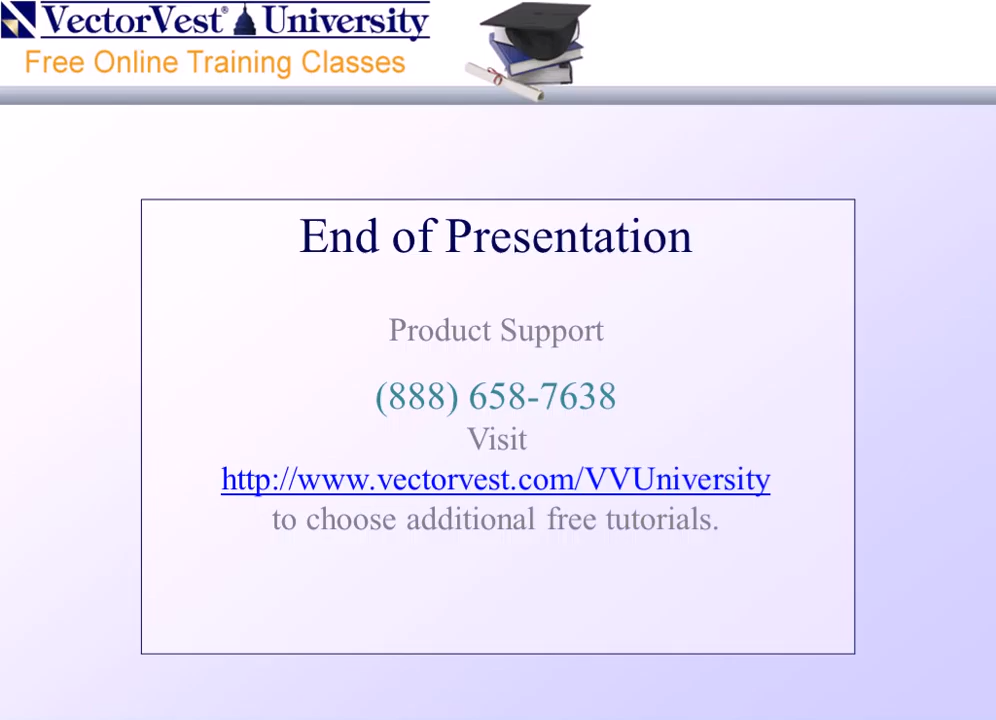 VectorVest® University
Free Online Training Classes
End of Presentation
Product Support
(888) 658-7638
Visit
http://www.vectorvest.com/VVUniversity
to choose additional free tutorials.